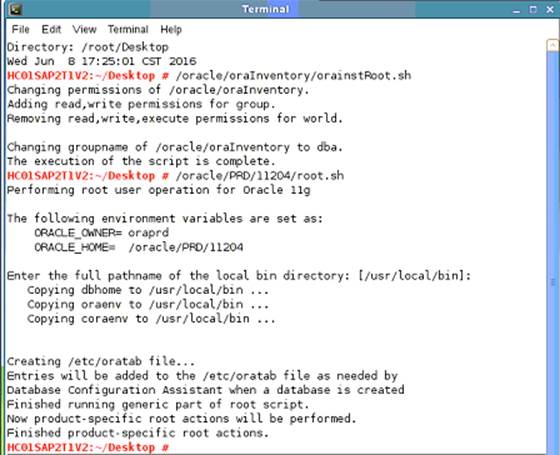 Terminal
File Edit View Terminal Help
Directory: /root/Desktop
Wed Jun  8 17:25:01 CST 2016
HC01SAP2T1V2:~/Desktop # /oracle/oraInventory/orainstRoot.sh
Changing permissions of /oracle/oraInventory.
Adding read,write permissions for group.
Removing read,write,execute permissions for world.
Changing groupname of /oracle/oraInventory to dba.
The execution of the script is complete.
HC01SAP2T1V2:~/Desktop # /oracle/PRD/11204/root.sh
Performing root user operation for Oracle 11g
The following environment variables are set as:
    ORACLE_OWNER= oraprd
    ORACLE_HOME=  /oracle/PRD/11204
Enter the full pathname of the local bin directory: [/usr/local/bin]:
   Copying dbhome to /usr/local/bin ...
   Copying oraenv to /usr/local/bin ...
   Copying coraenv to /usr/local/bin ...
Creating /etc/oratab file...
Entries will be added to the /etc/oratab file as needed by
Database Configuration Assistant when a database is created
Finished running generic part of root script.
Now product-specific root actions will be performed.
Finished product-specific root actions.
HC01SAP2T1V2:~/Desktop #